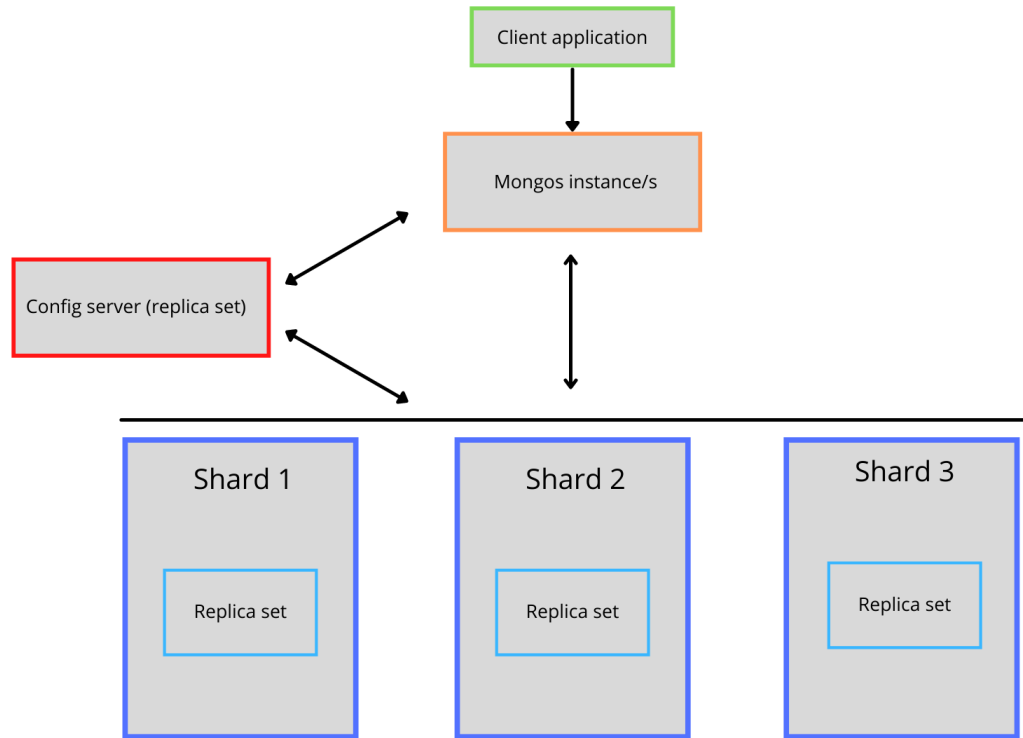 Client application
Mongos instance/s
Config server (replica set)
Shard 1
Shard 2
Shard 3
Replica set
Replica set
Replica set